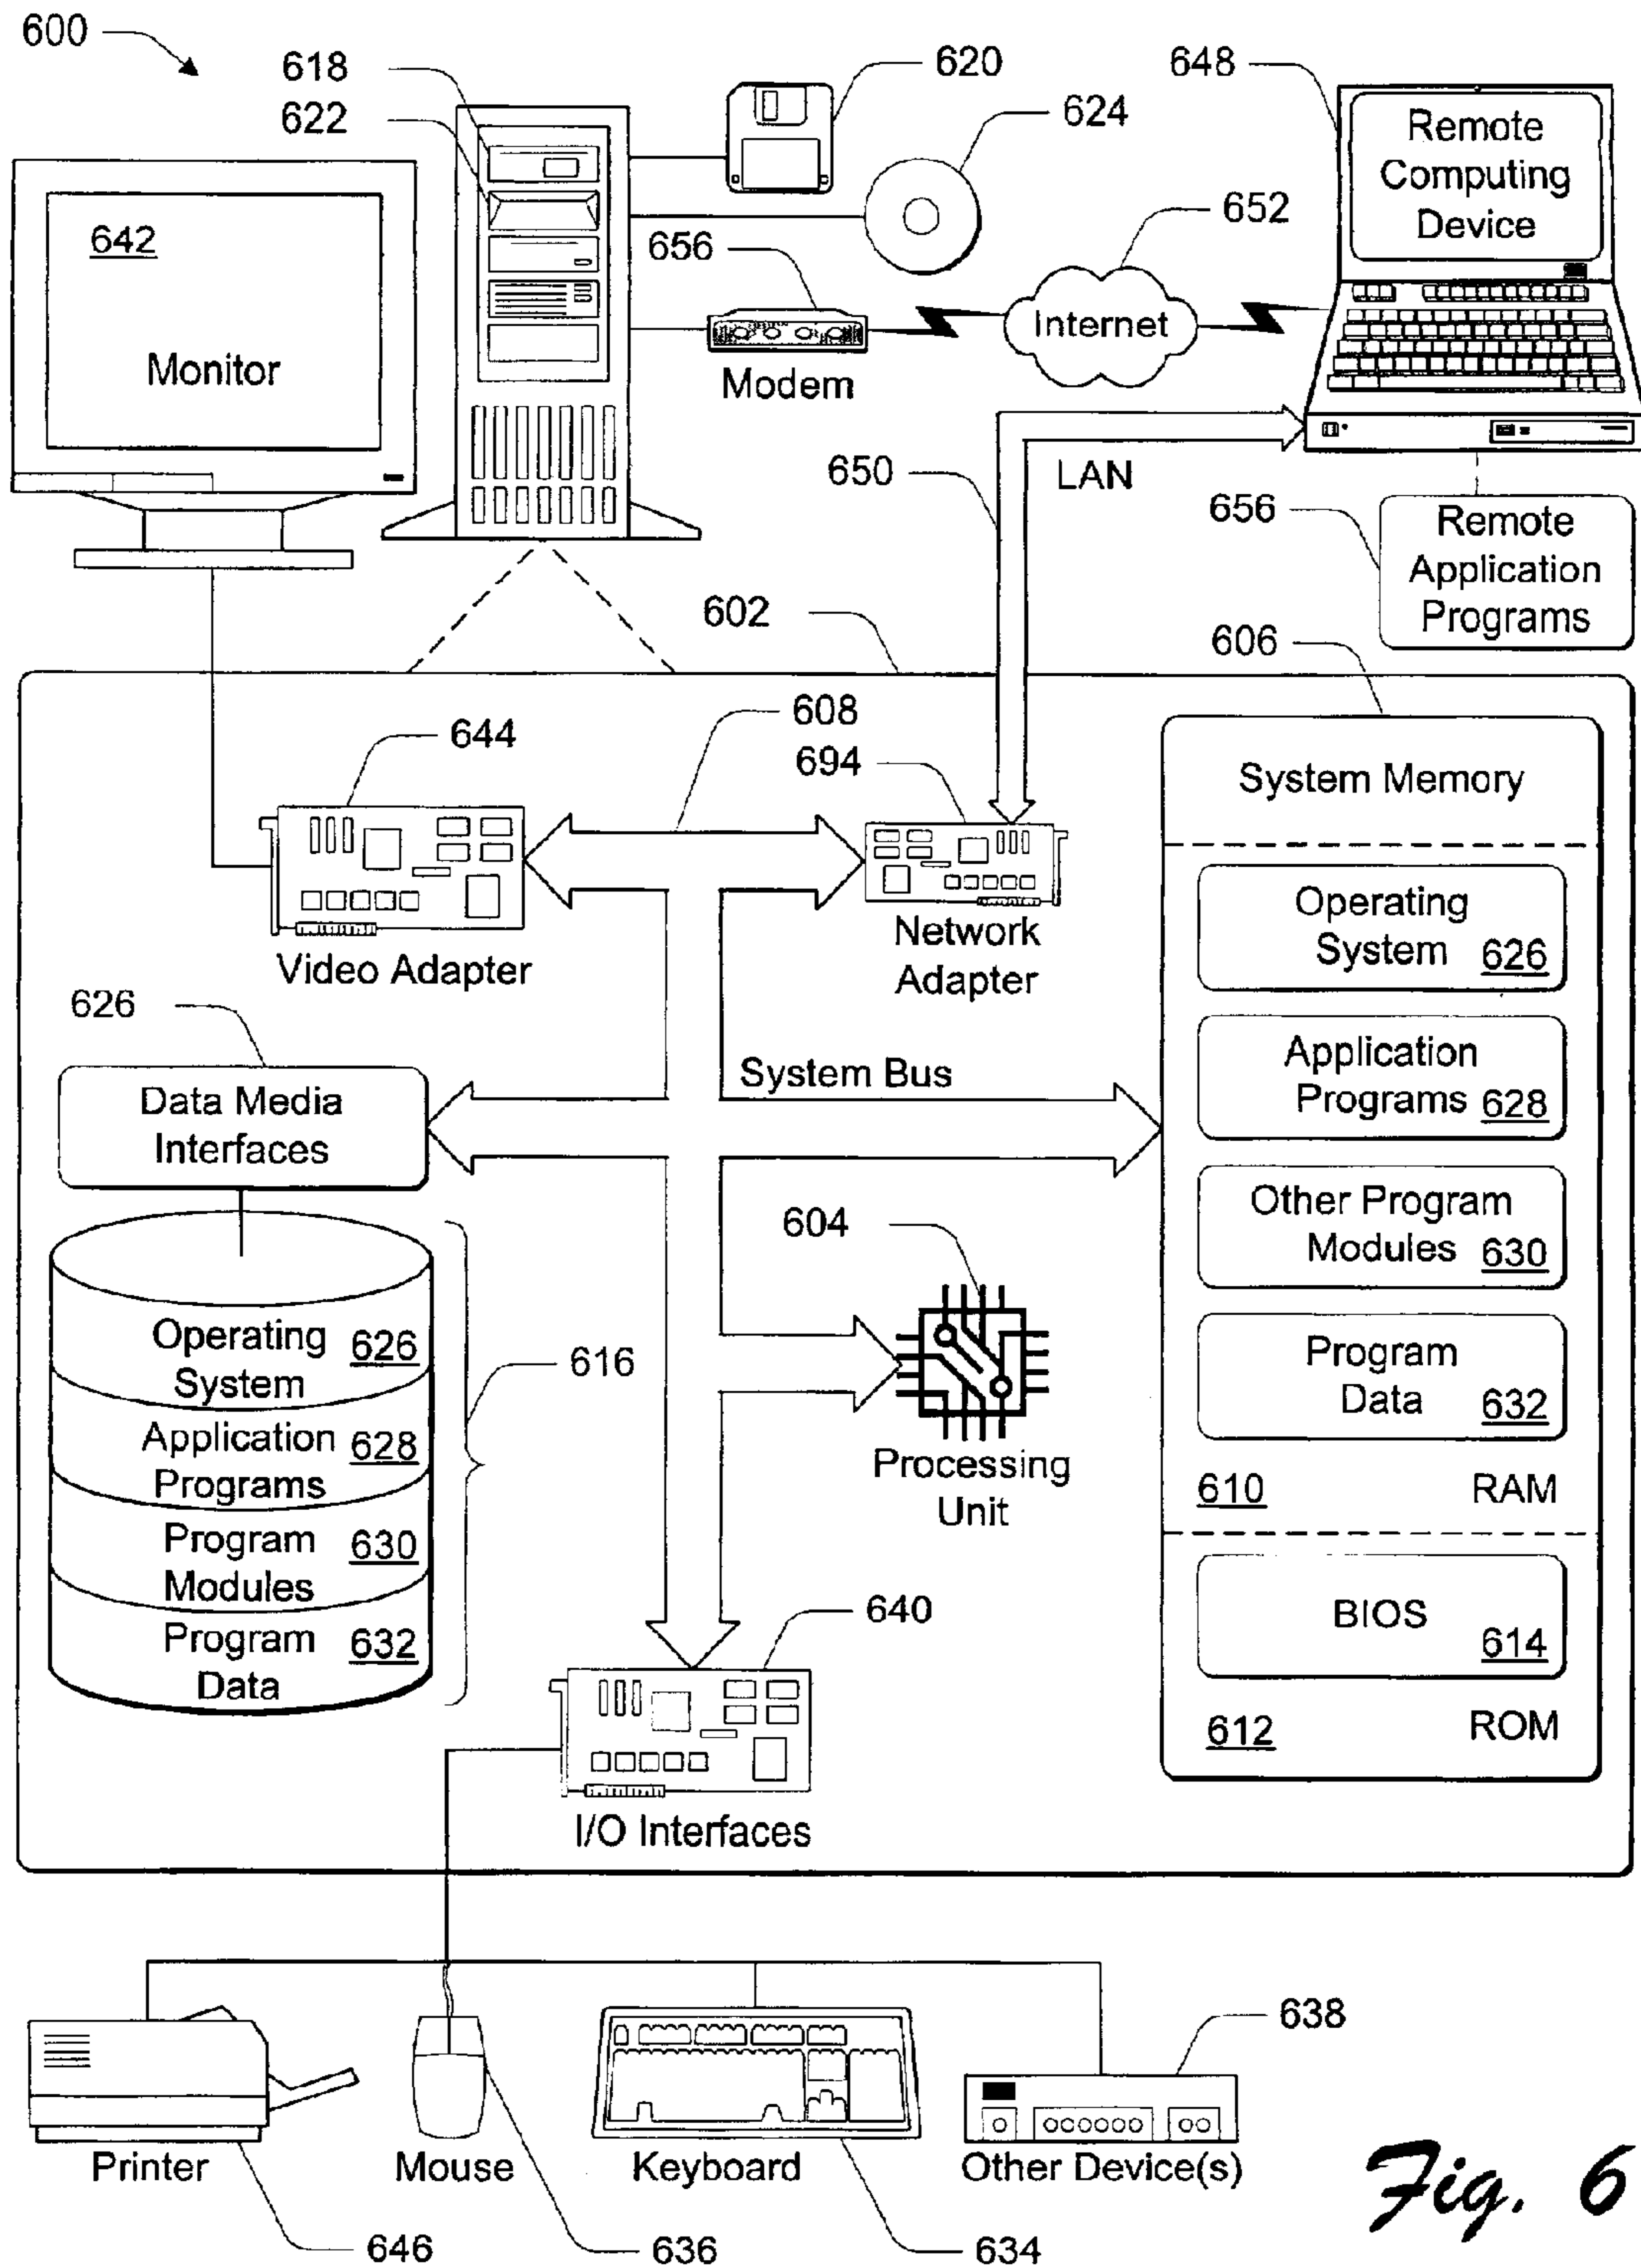 600
618
622
620
624
648
Remote
Computing
Device
642
Monitor
656
652
Internet
Modem
650
LAN
656
Remote
Application
Programs
602
606
644
608
694
System Memory
Video Adapter
Network
Adapter
Operating
System 626
626
Data Media
Interfaces
System Bus
Application
Programs 628
Other Program
Modules 630
604
Program
Data 632
Operating
System 626
616
Application
Programs 628
Processing
Unit
610 RAM
Program
Modules 630
Program
Data 632
640
BIOS
614
612 ROM
I/O Interfaces
638
Printer
Mouse
Keyboard
Other Device(s)
646
636
634
Fig. 6